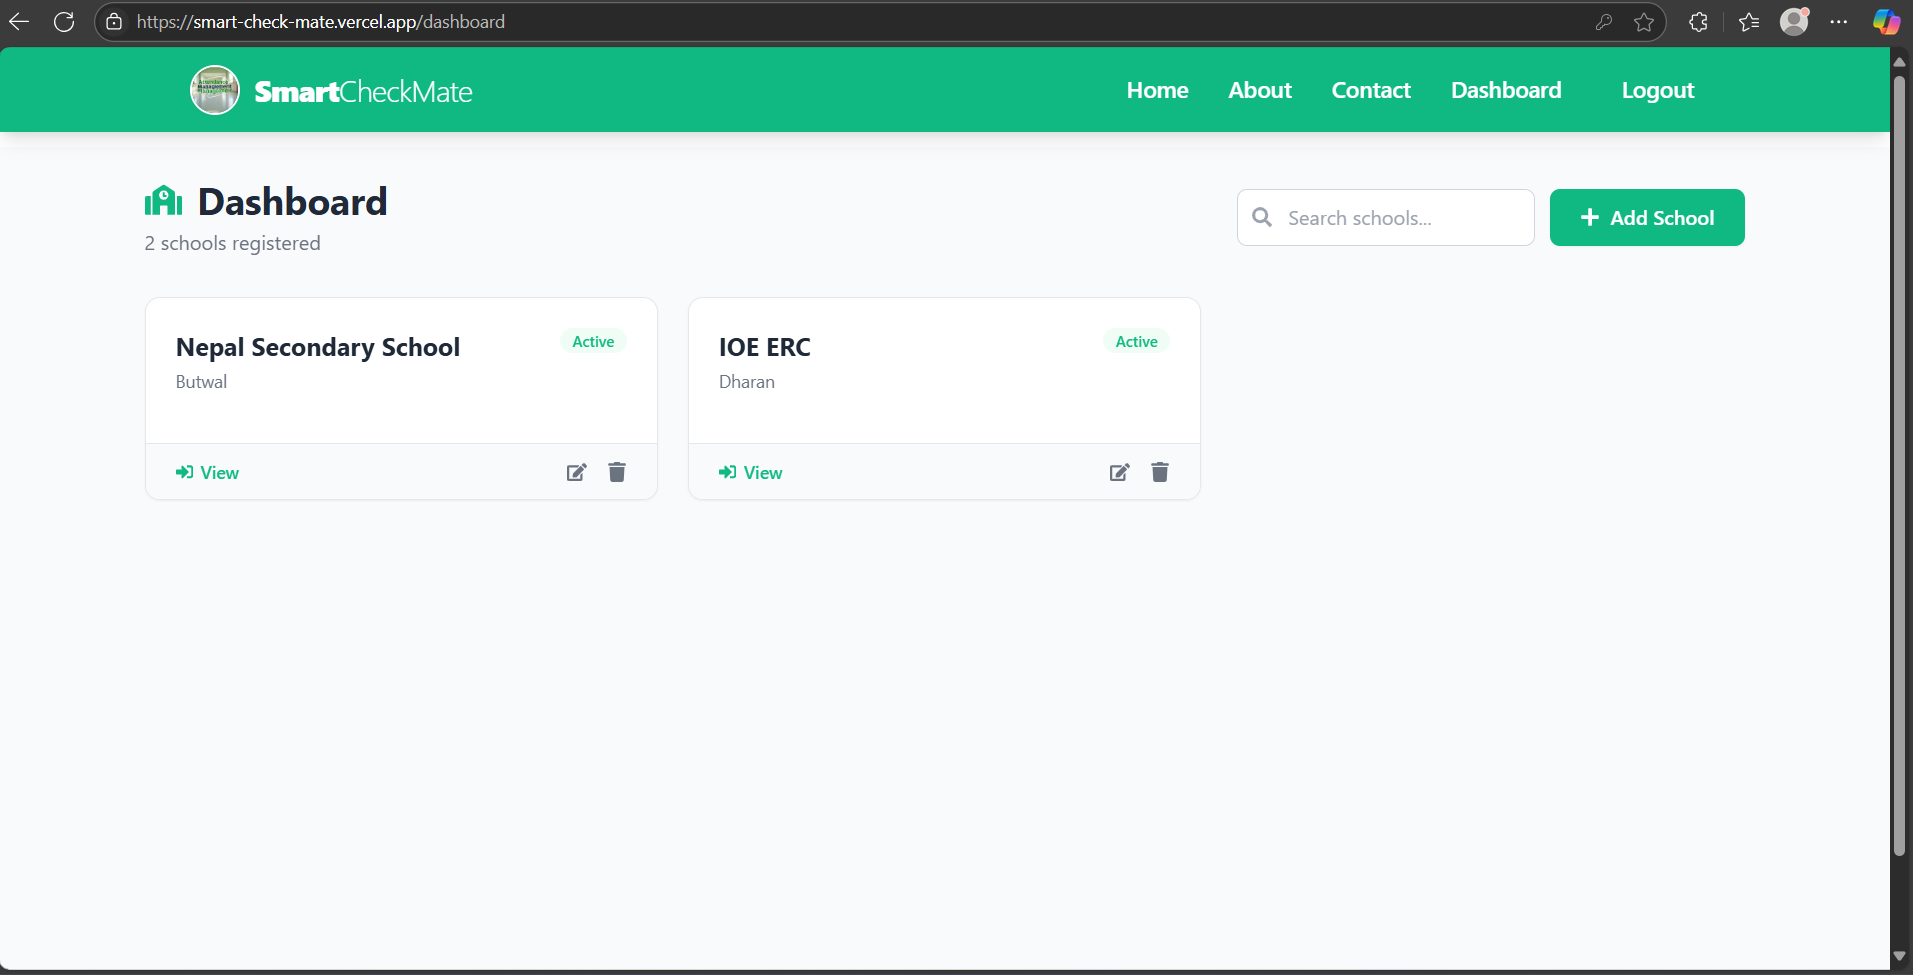 https://smart-check-mate.vercel.app/dashboard
SmartCheckMate
Home About Contact Dashboard Logout
Dashboard
2 schools registered
Search schools...
Add School
Nepal Secondary School
Active
Butwal
View
IOE ERC
Active
Dharan
View